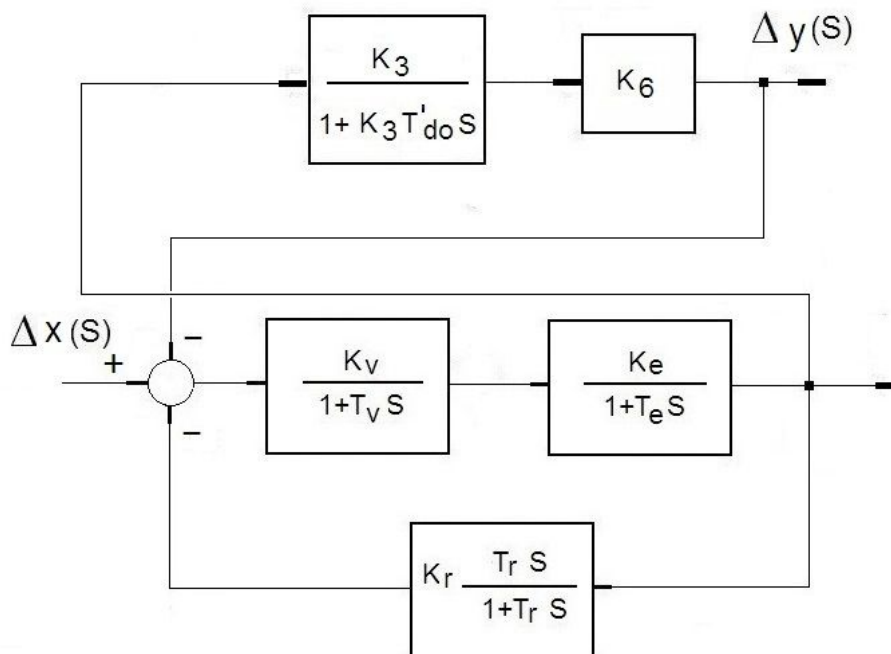 Δ y(S)
K3
1+ K3 T'do S
K6
Δ x(S)
+
−
−
Kv
1+Tv S
Ke
1+Te S
Kr Tr S
1+Tr S